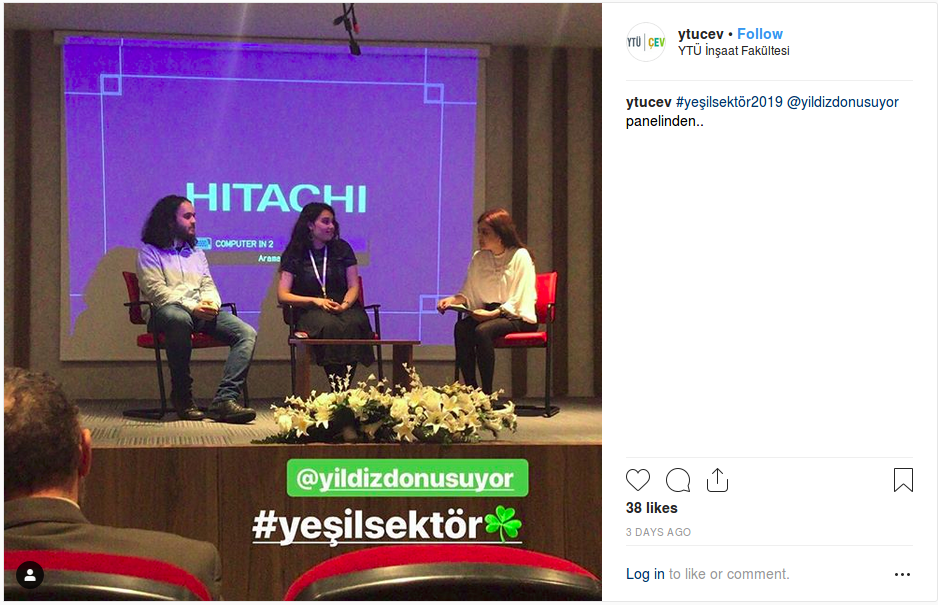 HITACHI
COMPUTER IN 2
Arama
@yildizdonusuyor
#yeşilsektör
YTÜ | ÇEV
ytucev • Follow
YTÜ İnşaat Fakültesi
ytucev #yeşilsektör2019 @yildizdonusuyor
panelinden..
38 likes
3 DAYS AGO
Log in to like or comment.